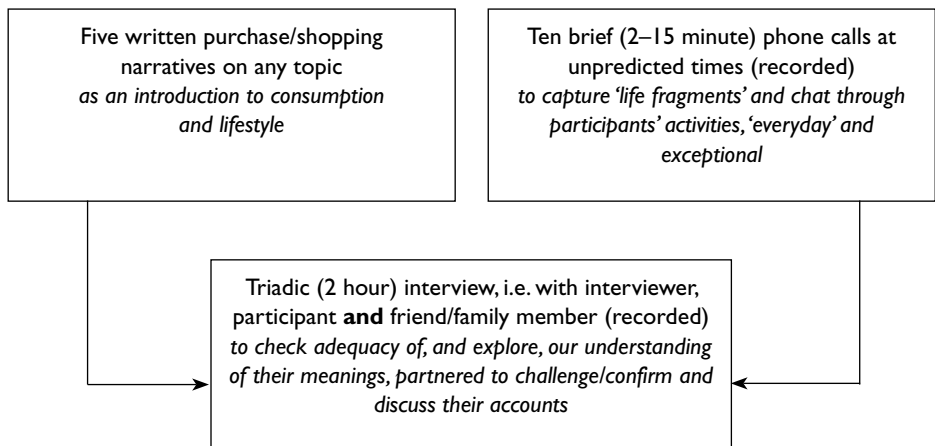 Five written purchase/shopping
narratives on any topic
as an introduction to consumption
and lifestyle
Ten brief (2–15 minute) phone calls at
unpredicted times (recorded)
to capture ‘life fragments’ and chat through
participants’ activities, ‘everyday’ and
exceptional
Triadic (2 hour) interview, i.e. with interviewer,
participant and friend/family member (recorded)
to check adequacy of, and explore, our understanding
of their meanings, partnered to challenge/confirm and
discuss their accounts